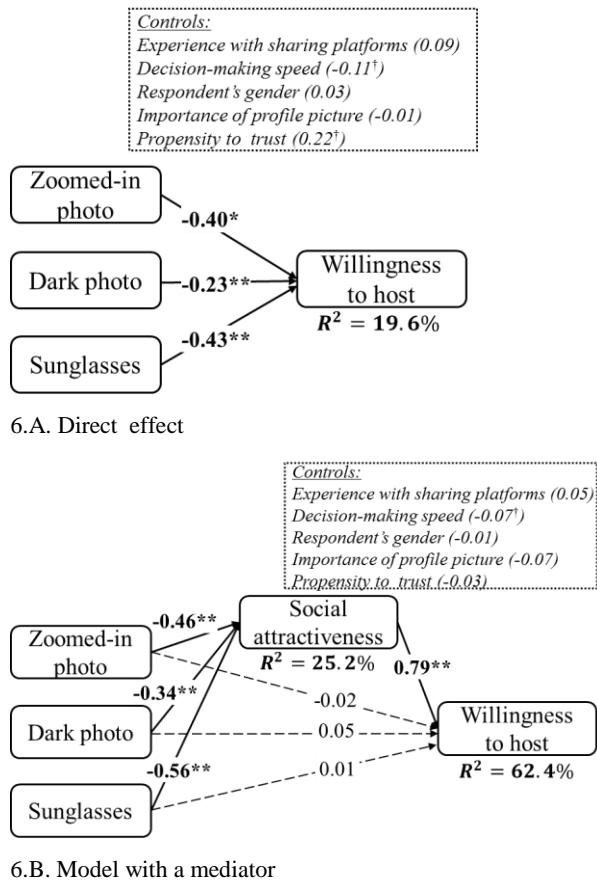 Controls:
Experience with sharing platforms (0.09)
Decision-making speed (-0.11†)
Respondent's gender (0.03)
Importance of profile picture (-0.01)
Propensity to trust (0.22†)
Zoomed-in
photo
-0.40*
Dark photo
-0.23**
Willingness
to host
R² = 19.6%
Sunglasses
-0.43**
6.A. Direct effect
Controls:
Experience with sharing platforms (0.05)
Decision-making speed (-0.07†)
Respondent's gender (-0.01)
Importance of profile picture (-0.07)
Propensity to trust (-0.03)
Zoomed-in
photo
-0.46**
Social
attractiveness
R² = 25.2%
0.79**
-0.34**
-0.02
Dark photo
0.05
Willingness
to host
R² = 62.4%
-0.56**
0.01
Sunglasses
6.B. Model with a mediator